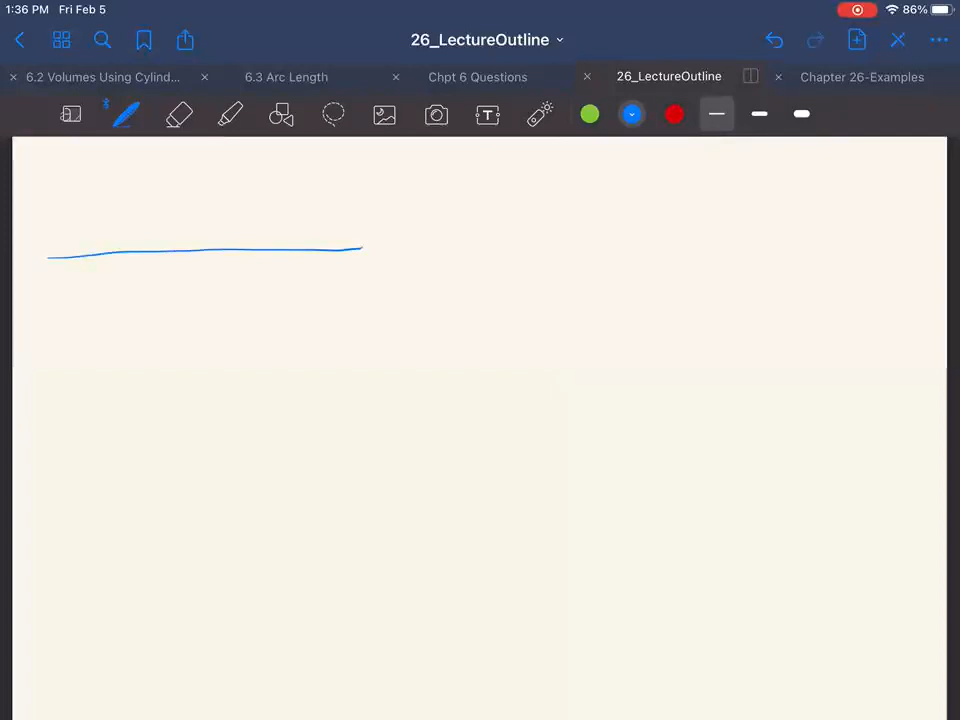 1:36 PM Fri Feb 5 86%
26_LectureOutline
6.2 Volumes Using Cylind... 6.3 Arc Length Chpt 6 Questions 26_LectureOutline Chapter 26-Examples
T